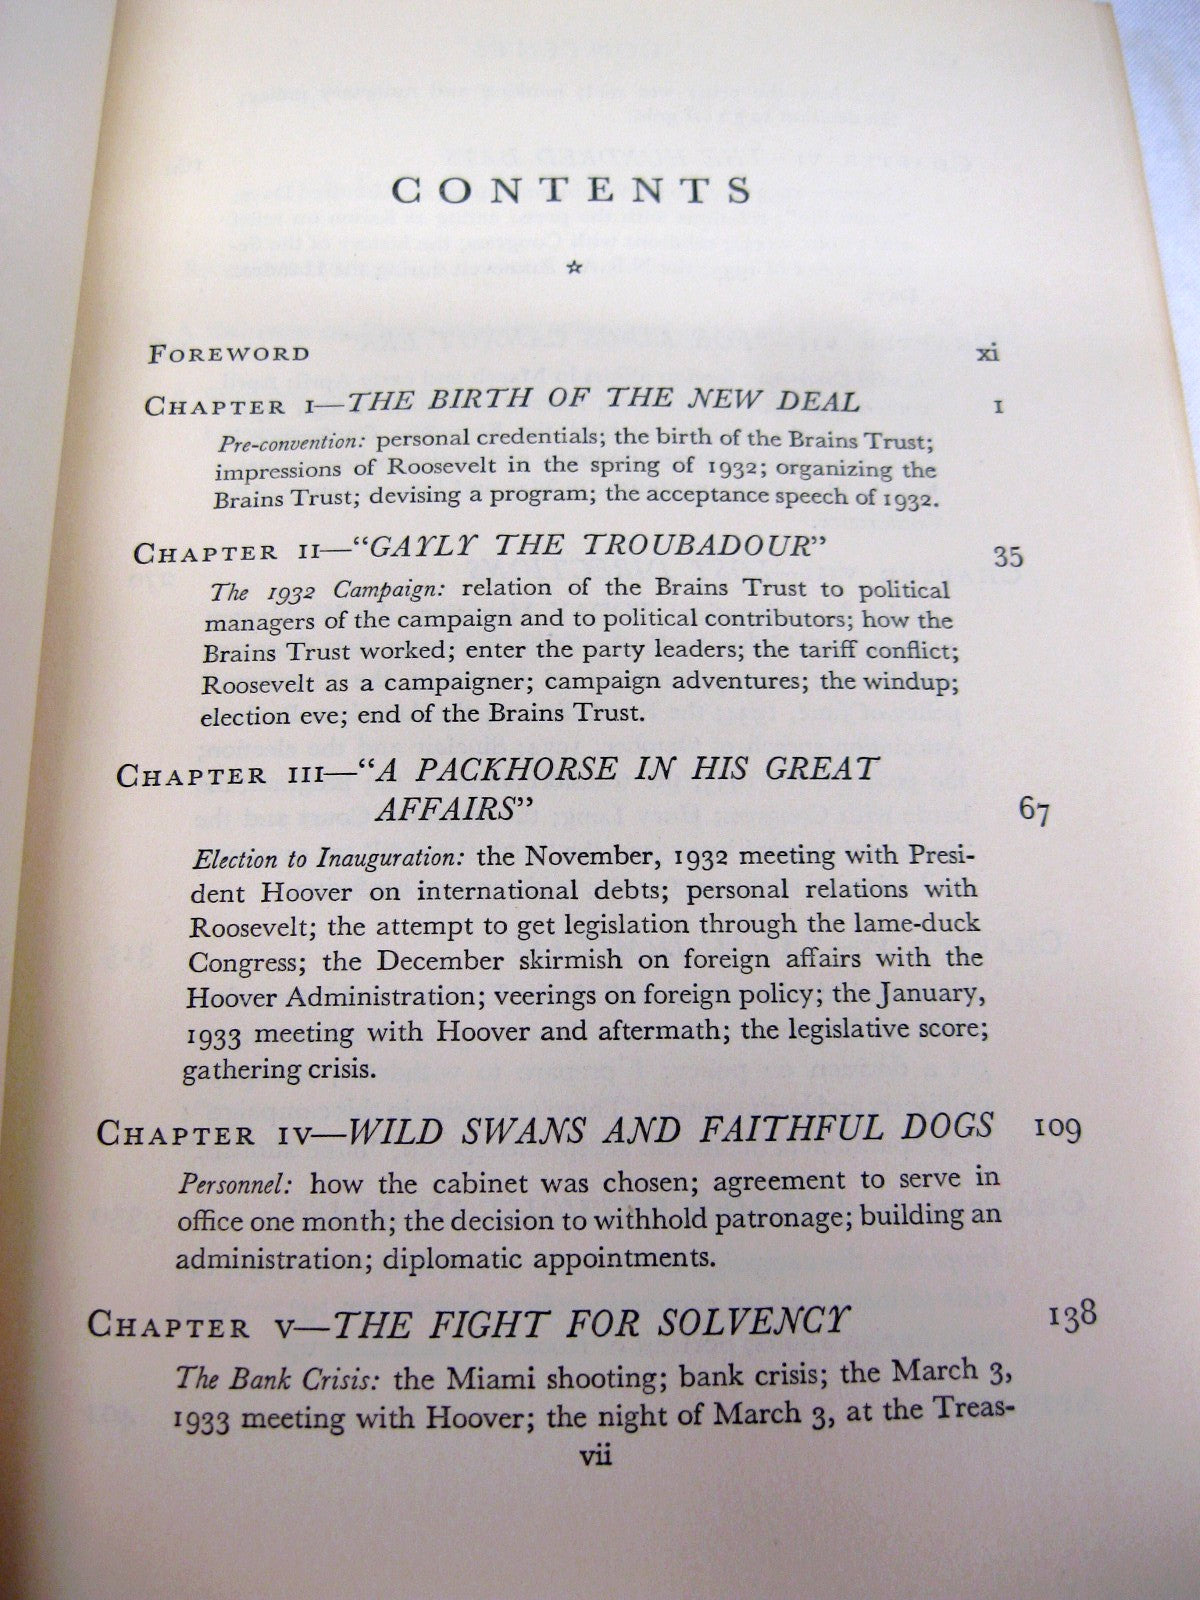 CONTENTS
☆
FOREWORD xi
CHAPTER I—THE BIRTH OF THE NEW DEAL 1
Pre-convention: personal credentials; the birth of the Brains Trust;
impressions of Roosevelt in the spring of 1932; organizing the
Brains Trust; devising a program; the acceptance speech of 1932.
CHAPTER II—“GAYLY THE TROUBADOUR” 35
The 1932 Campaign: relation of the Brains Trust to political
managers of the campaign and to political contributors; how the
Brains Trust worked; enter the party leaders; the tariff conflict;
Roosevelt as a campaigner; campaign adventures; the windup;
election eve; end of the Brains Trust.
CHAPTER III—“A PACKHORSE IN HIS GREAT
AFFAIRS” 67
Election to Inauguration: the November, 1932 meeting with Presi-
dent Hoover on international debts; personal relations with
Roosevelt; the attempt to get legislation through the lame-duck
Congress; the December skirmish on foreign affairs with the
Hoover Administration; veerings on foreign policy; the January,
1933 meeting with Hoover and aftermath; the legislative score;
gathering crisis.
CHAPTER IV—WILD SWANS AND FAITHFUL DOGS 109
Personnel: how the cabinet was chosen; agreement to serve in
office one month; the decision to withhold patronage; building an
administration; diplomatic appointments.
CHAPTER V—THE FIGHT FOR SOLVENCY 138
The Bank Crisis: the Miami shooting; bank crisis; the March 3,
1933 meeting with Hoover; the night of March 3, at the Treas-
vii